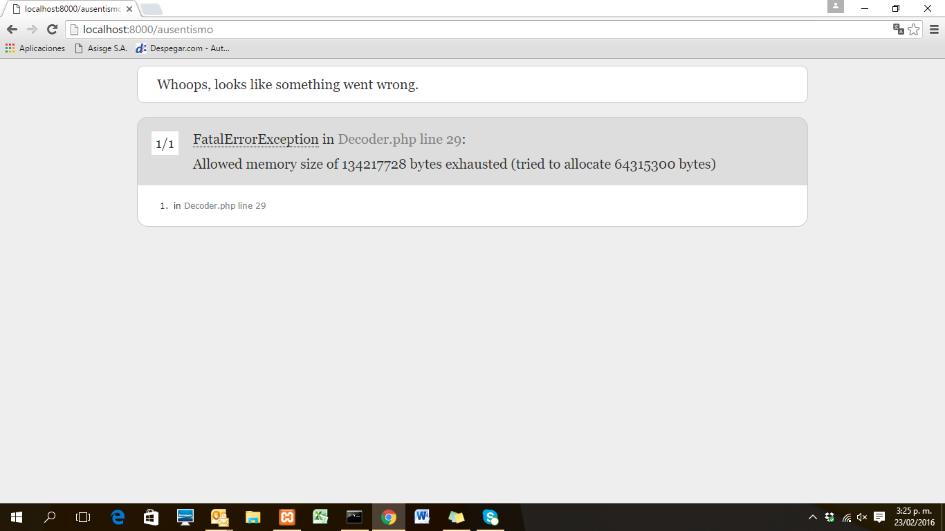 localhost:8000/ausentismo
localhost:8000/ausentismo
Aplicaciones Asisge S.A. d: Despegar.com - Aut...
Whoops, looks like something went wrong.
1/1
FatalErrorException in Decoder.php line 29:
Allowed memory size of 134217728 bytes exhausted (tried to allocate 64315300 bytes)
1. in Decoder.php line 29
3:25 p. m.
23/02/2016